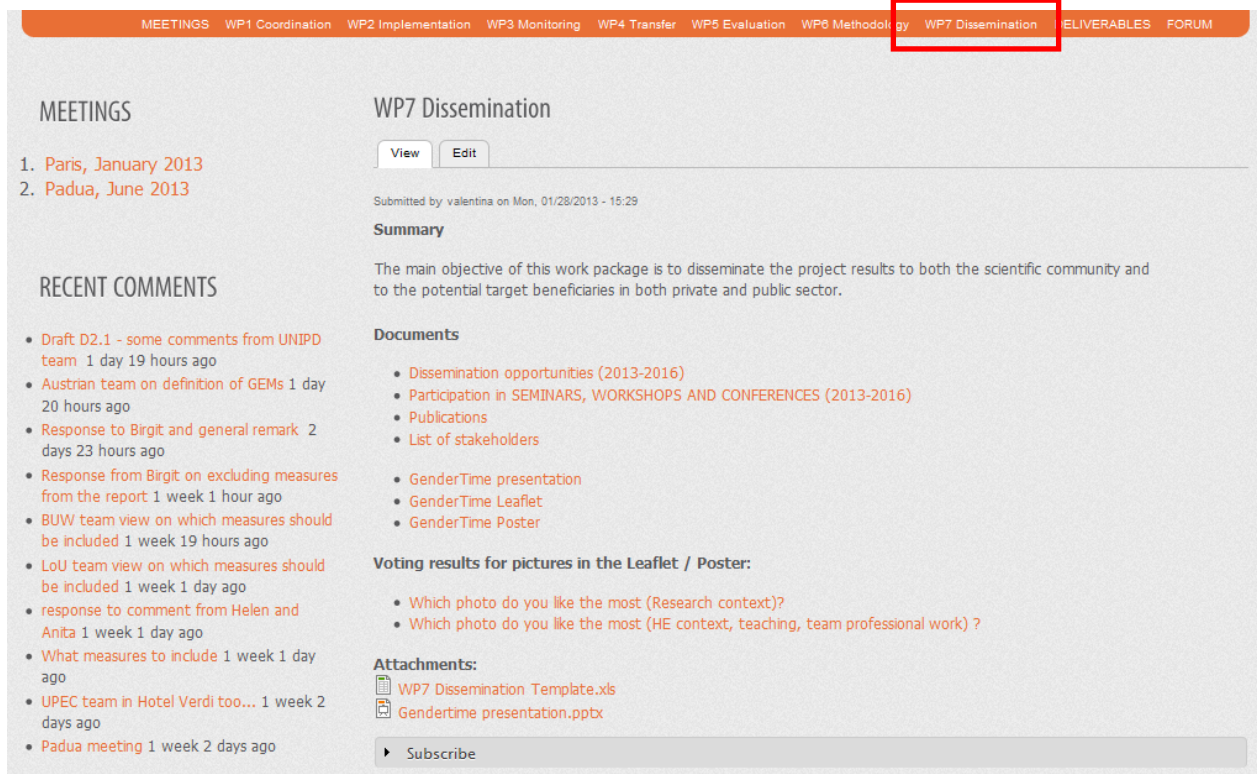 MEETINGS WP1 Coordination WP2 Implementation WP3 Monitoring WP4 Transfer WP5 Evaluation WP6 Methodology WP7 Dissemination DELIVERABLES FORUM
MEETINGS
1. Paris, January 2013
2. Padua, June 2013
RECENT COMMENTS
• Draft D2.1 - some comments from UNIPD
team 1 day 19 hours ago
• Austrian team on definition of GEMs 1 day
20 hours ago
• Response to Birgit and general remark 2
days 23 hours ago
• Response from Birgit on excluding measures
from the report 1 week 1 hour ago
• BUW team view on which measures should
be included 1 week 19 hours ago
• LoU team view on which measures should
be included 1 week 1 day ago
• response to comment from Helen and
Anita 1 week 1 day ago
• What measures to include 1 week 1 day
ago
• UPEC team in Hotel Verdi too... 1 week 2
days ago
• Padua meeting 1 week 2 days ago
WP7 Dissemination
View Edit
Submitted by valentina on Mon, 01/28/2013 - 15:29
Summary
The main objective of this work package is to disseminate the project results to both the scientific community and
to the potential target beneficiaries in both private and public sector.
Documents
• Dissemination opportunities (2013-2016)
• Participation in SEMINARS, WORKSHOPS AND CONFERENCES (2013-2016)
• Publications
• List of stakeholders
• GenderTime presentation
• GenderTime Leaflet
• GenderTime Poster
Voting results for pictures in the Leaflet / Poster:
• Which photo do you like the most (Research context)?
• Which photo do you like the most (HE context, teaching, team professional work) ?
Attachments:
WP7 Dissemination Template.xls
Gendertime presentation.pptx
Subscribe